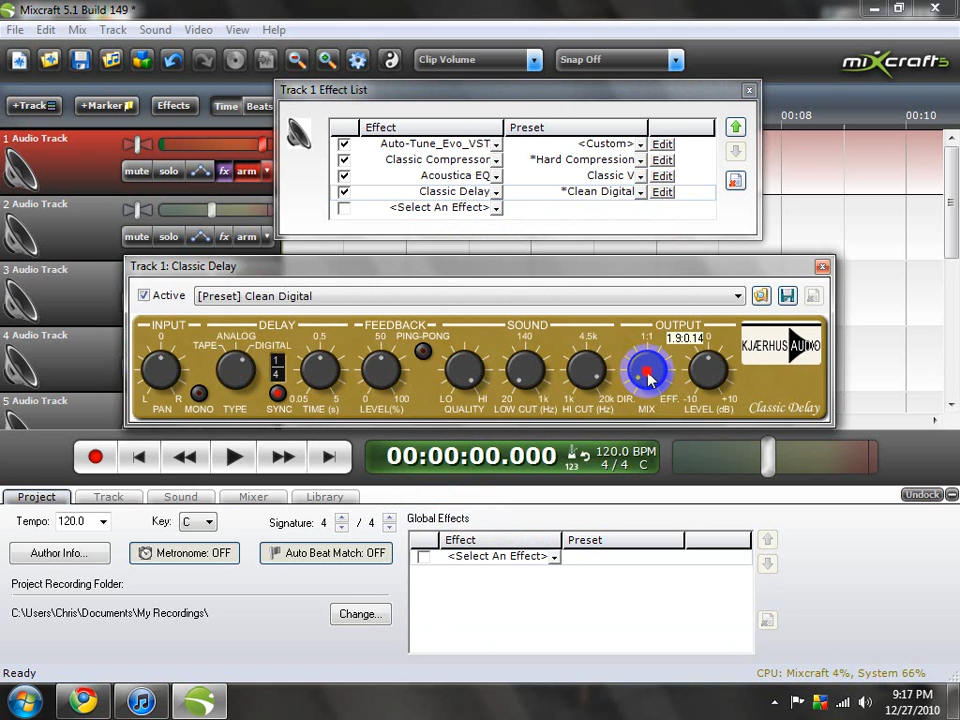 Mixcraft 5.1 Build 149 *
File Edit Mix Track Sound Video View Help
Clip Volume Snap Off mixcraft5
+Track +Marker Effects Time Beats 00:08 00:10
Track 1 Effect List
Effect Preset
Auto-Tune_Evo_VST <Custom> Edit
Classic Compressor *Hard Compression Edit
Acoustica EQ Classic V Edit
Classic Delay *Clean Digital Edit
<Select An Effect>
1 Audio Track
mute solo fx arm
2 Audio Track
mute solo fx arm
3 Audio Track
4 Audio Track
5 Audio Track
Track 1: Classic Delay
Active [Preset] Clean Digital
INPUT DELAY FEEDBACK SOUND OUTPUT
0 ANALOG 0.5 50 PING-PONG 140 4.5k 1:1 1.9:0.14 0
TAPE DIGITAL
1
4
KJÆRHUS AUDIO
L R 0.05 5 0 100 LO HI 20 1k 1k 20k DIR. EFF. -10 +10
PAN MONO TYPE SYNC TIME (s) LEVEL(%) QUALITY LOW CUT (Hz) HI CUT (Hz) MIX LEVEL (dB)
Classic Delay
00:00:00.000 123 120.0 BPM
4 / 4 C
Project Track Sound Mixer Library Undock
Tempo: 120.0 Key: C Signature: 4 / 4
Author Info... Metronome: OFF Auto Beat Match: OFF
Project Recording Folder:
C:\Users\Chris\Documents\My Recordings\ Change...
Global Effects
Effect Preset
<Select An Effect>
Ready CPU: Mixcraft 4%, System 66%
9:17 PM
12/27/2010